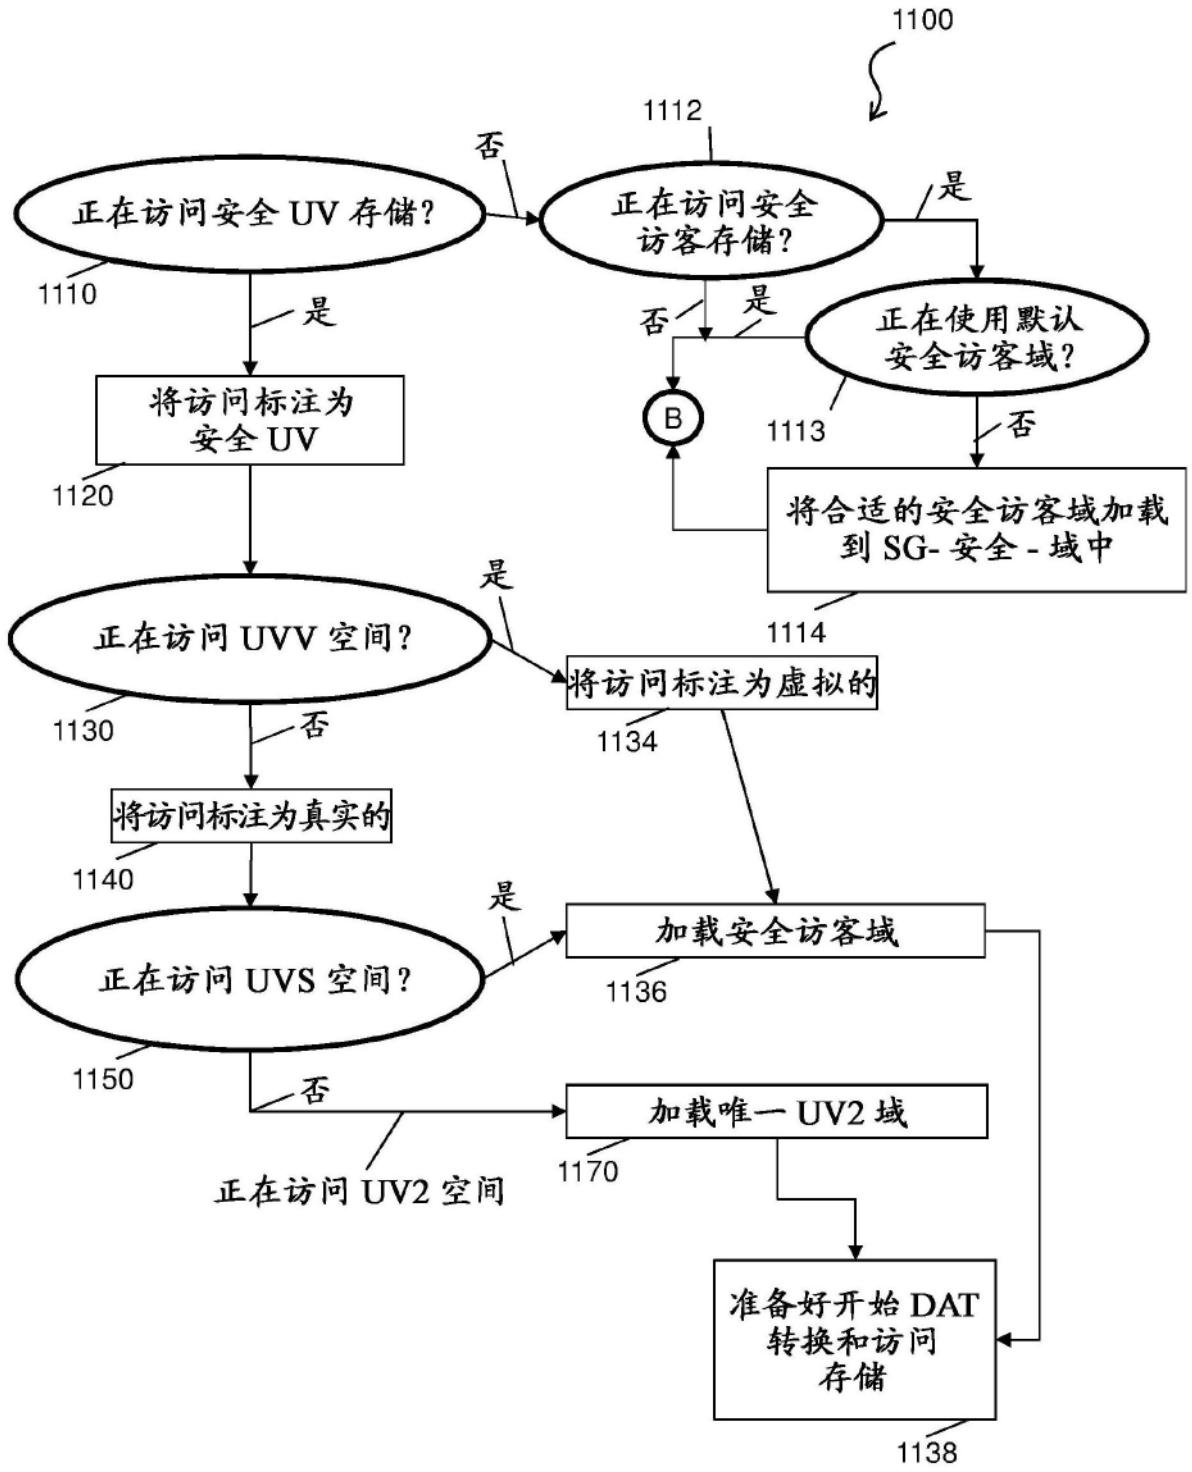 1100
1112
否
正在访问安全 UV 存储?
正在访问安全
访客存储?
是
1110
是
否
是
正在使用默认
安全访客域?
将访问标注为
安全 UV
B
1113
否
1120
将合适的安全访客域加载
到 SG- 安全 - 域中
是
正在访问 UVV 空间?
1114
将访问标注为虚拟的
1130
否
1134
将访问标注为真实的
1140
是
加载安全访客域
正在访问 UVS 空间?
1136
1150
否
加载唯一 UV2 域
正在访问 UV2 空间
1170
准备好开始 DAT
转换和访问
存储
1138